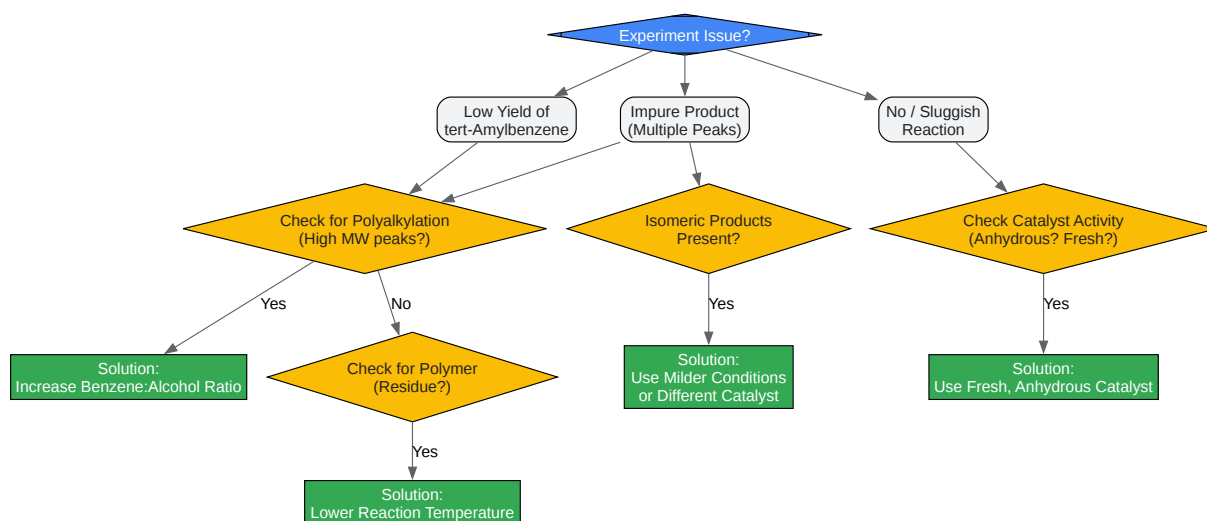 Experiment Issue?
Low Yield of
tert-Amylbenzene
Impure Product
(Multiple Peaks)
No / Sluggish
Reaction
Check for Polyalkylation
(High MW peaks?)
Isomeric Products
Present?
Check Catalyst Activity
(Anhydrous? Fresh?)
Yes
No
Yes
Yes
Solution:
Increase Benzene:Alcohol Ratio
Check for Polymer
(Residue?)
Solution:
Use Milder Conditions
or Different Catalyst
Solution:
Use Fresh, Anhydrous Catalyst
Yes
Solution:
Lower Reaction Temperature